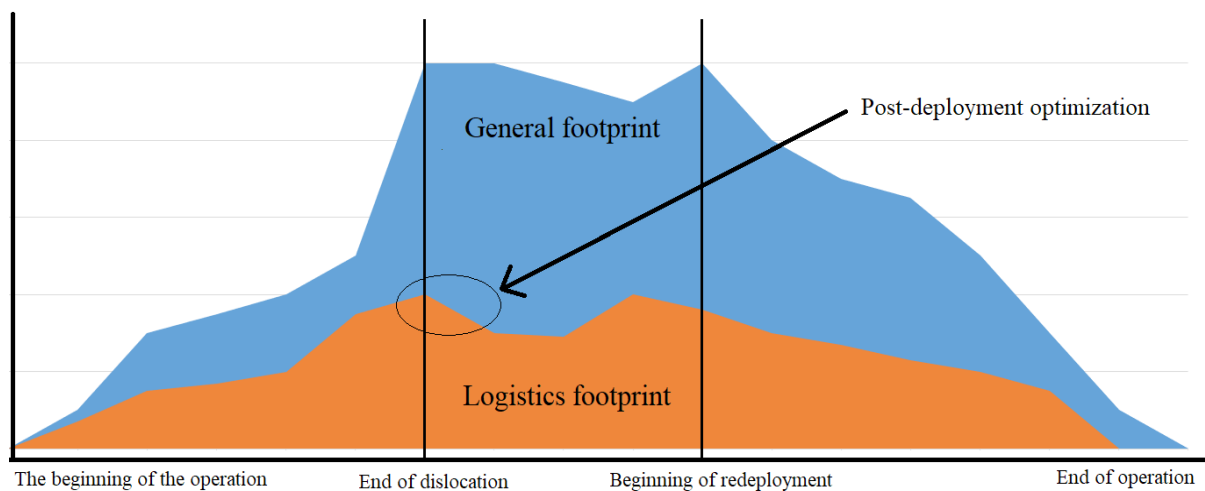 Post-deployment optimization
General footprint
Logistics footprint
The beginning of the operation
End of dislocation
Beginning of redeployment
End of operation